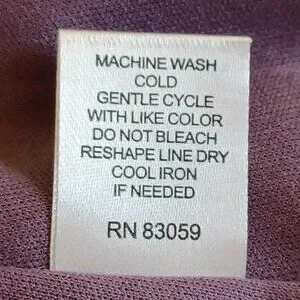 MACHINE WASH
COLD
GENTLE CYCLE
WITH LIKE COLOR
DO NOT BLEACH
RESHAPE LINE DRY
COOL IRON
IF NEEDED
RN 83059